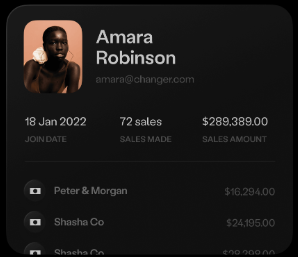 Amara
Robinson
amara@changer.com
18 Jan 2022 72 sales $289,389.00
JOIN DATE SALES MADE SALES AMOUNT
Peter & Morgan $16,294.00
Shasha Co $24,195.00
Shasha Co